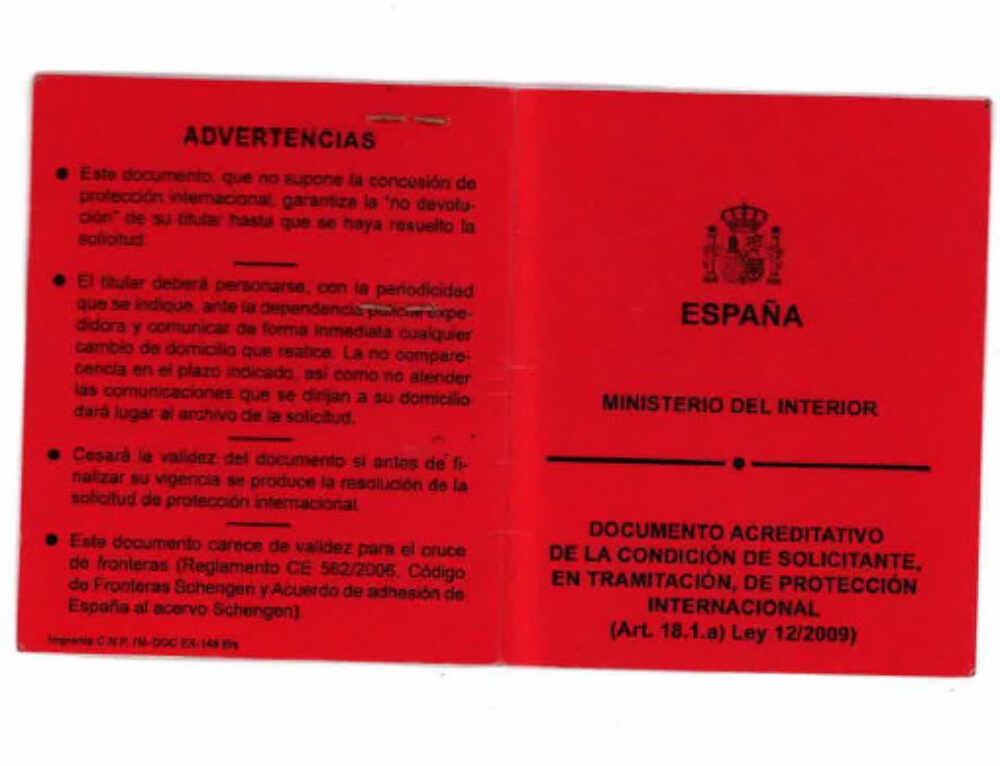 ADVERTENCIAS
● Este documento, que no supone la concesión de
protección internacional, garantiza la "no devolu-
ción" de su titular hasta que se haya resuelto la
solicitud.
● El titular deberá personarse, con la periodicidad
que se indique, ante la dependencia policial expe-
didora y comunicar de forma inmediata cualquier
cambio de domicilio que realice. La no compare-
cencia en el plazo indicado, así como no atender
las comunicaciones que se dirijan a su domicilio
dará lugar al archivo de la solicitud.
● Cesará la validez del documento si antes de fi-
nalizar su vigencia se produce la resolución de la
solicitud de protección internacional.
● Este documento carece de validez para el cruce
de fronteras (Reglamento CE 562/2006, Código
de Fronteras Schengen y Acuerdo de adhesión de
España al acervo Schengen).
Imprenta C.N.P. IM-DOC EX-148 Bis
ESPAÑA
MINISTERIO DEL INTERIOR
DOCUMENTO ACREDITATIVO
DE LA CONDICIÓN DE SOLICITANTE,
EN TRAMITACIÓN, DE PROTECCIÓN
INTERNACIONAL
(Art. 18.1.a) Ley 12/2009)